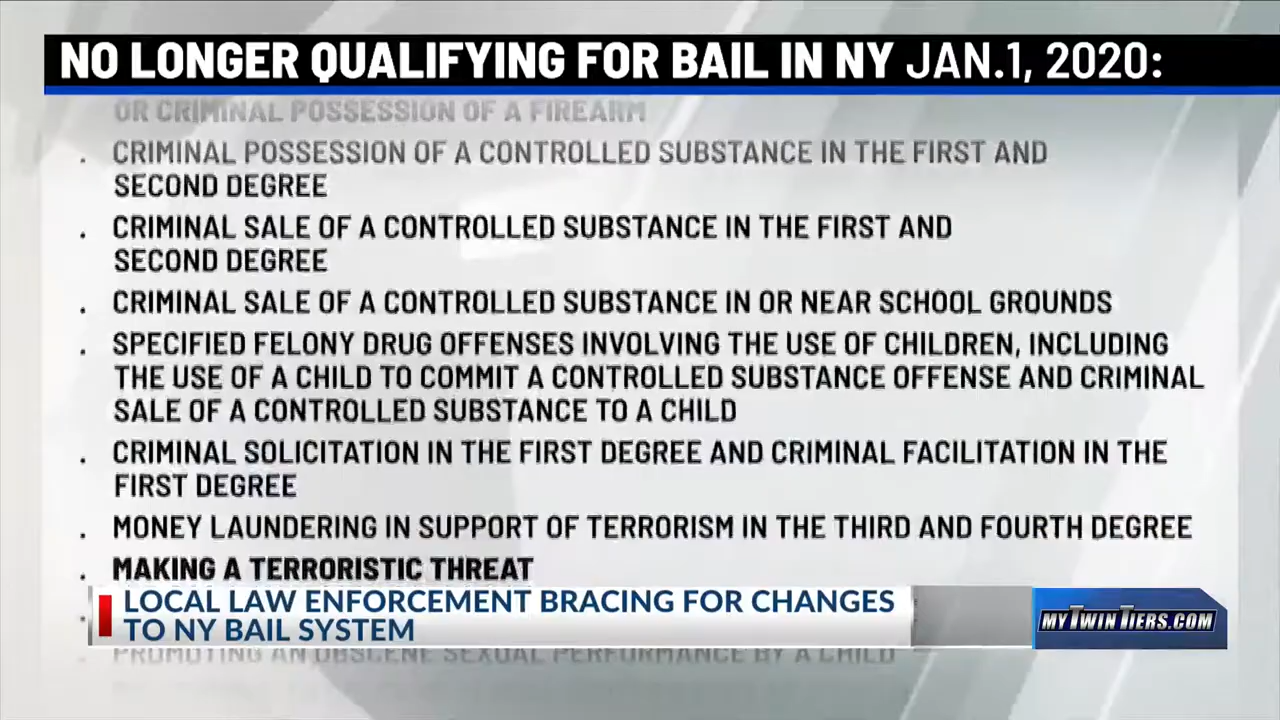 NO LONGER QUALIFYING FOR BAIL IN NY JAN.1, 2020:
OR CRIMINAL POSSESSION OF A FIREARM
. CRIMINAL POSSESSION OF A CONTROLLED SUBSTANCE IN THE FIRST AND
SECOND DEGREE
. CRIMINAL SALE OF A CONTROLLED SUBSTANCE IN THE FIRST AND
SECOND DEGREE
. CRIMINAL SALE OF A CONTROLLED SUBSTANCE IN OR NEAR SCHOOL GROUNDS
. SPECIFIED FELONY DRUG OFFENSES INVOLVING THE USE OF CHILDREN, INCLUDING
THE USE OF A CHILD TO COMMIT A CONTROLLED SUBSTANCE OFFENSE AND CRIMINAL
SALE OF A CONTROLLED SUBSTANCE TO A CHILD
. CRIMINAL SOLICITATION IN THE FIRST DEGREE AND CRIMINAL FACILITATION IN THE
FIRST DEGREE
. MONEY LAUNDERING IN SUPPORT OF TERRORISM IN THE THIRD AND FOURTH DEGREE
. MAKING A TERRORISTIC THREAT
LOCAL LAW ENFORCEMENT BRACING FOR CHANGES
TO NY BAIL SYSTEM
MYTWINTIERS.COM
PROMOTING AN OBSCENE SEXUAL PERFORMANCE BY A CHILD